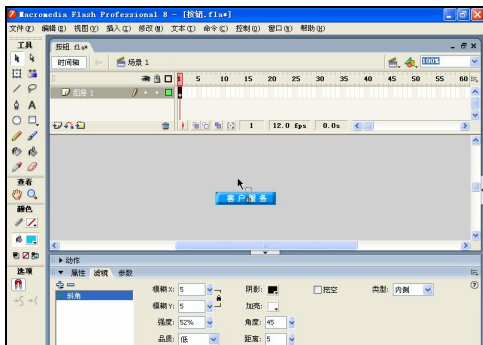 Macromedia Flash Professional 8 - [按钮.fla*]
文件(F) 编辑(E) 视图(V) 插入(I) 修改(M) 文本(T) 命令(C) 控制(O) 窗口(W) 帮助(H)
工具
按钮.fla*
时间轴 场景 1 100%
1 5 10 15 20 25 30 35 40 45 50 55 60
图层 1
1 12.0 fps 0.0s
查看
颜色
选项
客户服务
动作
属性 滤镜 参数
斜角
模糊 X: 5 阴影: 挖空 类型: 内侧
模糊 Y: 5 加亮:
强度: 52% 角度: 45
品质: 低 距离: 5